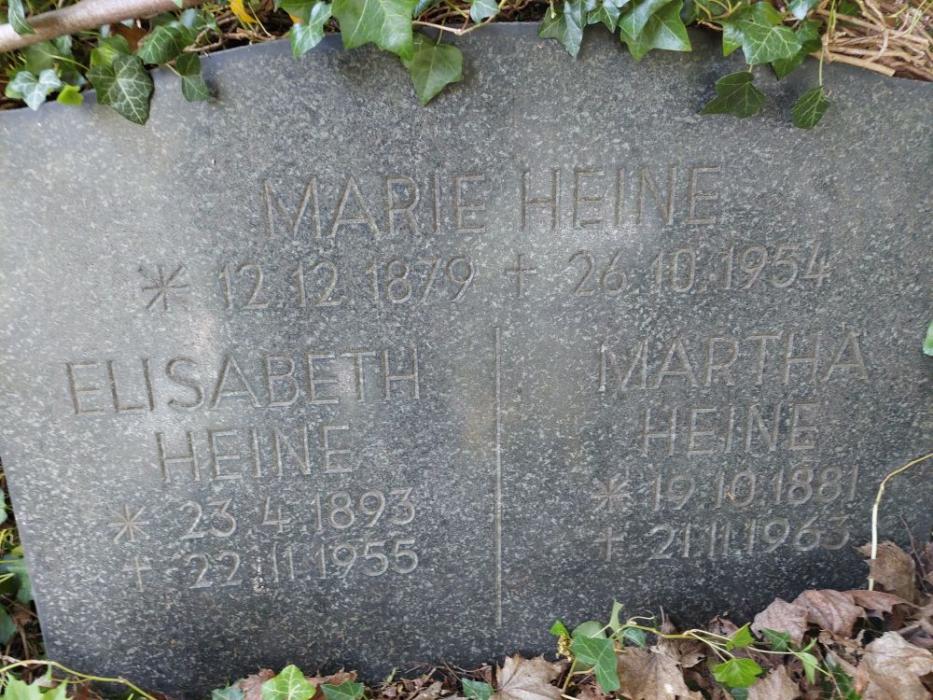 MARIE HEINE
* 12.12.1879 † 26.10.1954
ELISABETH
HEINE
* 23.4.1893
† 22.11.1955
MARTHA
HEINE
* 19.10.1881
† 21.11.1963